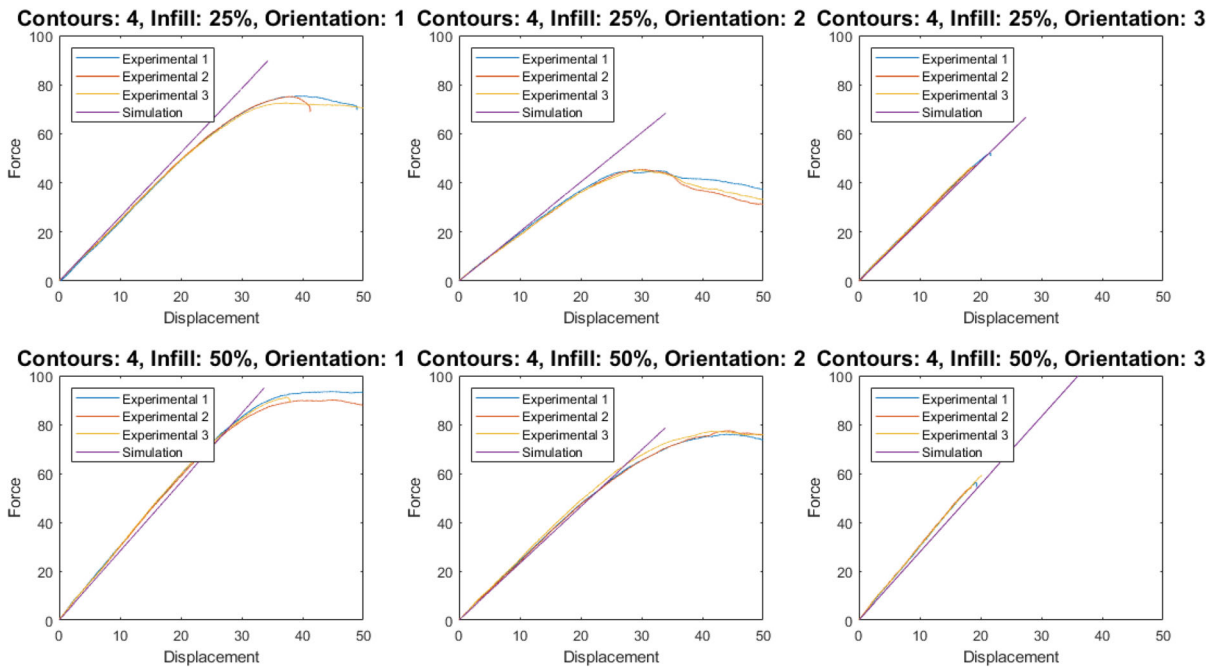 Contours: 4, Infill: 25%, Orientation: 1
100
80
60
40
20
0
Force
Experimental 1
Experimental 2
Experimental 3
Simulation
0 10 20 30 40 50
Displacement
Contours: 4, Infill: 25%, Orientation: 2
100
80
60
40
20
0
Force
Experimental 1
Experimental 2
Experimental 3
Simulation
0 10 20 30 40 50
Displacement
Contours: 4, Infill: 25%, Orientation: 3
100
80
60
40
20
0
Force
Experimental 1
Experimental 2
Experimental 3
Simulation
0 10 20 30 40 50
Displacement
Contours: 4, Infill: 50%, Orientation: 1
100
80
60
40
20
0
Force
Experimental 1
Experimental 2
Experimental 3
Simulation
0 10 20 30 40 50
Displacement
Contours: 4, Infill: 50%, Orientation: 2
100
80
60
40
20
0
Force
Experimental 1
Experimental 2
Experimental 3
Simulation
0 10 20 30 40 50
Displacement
Contours: 4, Infill: 50%, Orientation: 3
100
80
60
40
20
0
Force
Experimental 1
Experimental 2
Experimental 3
Simulation
0 10 20 30 40 50
Displacement